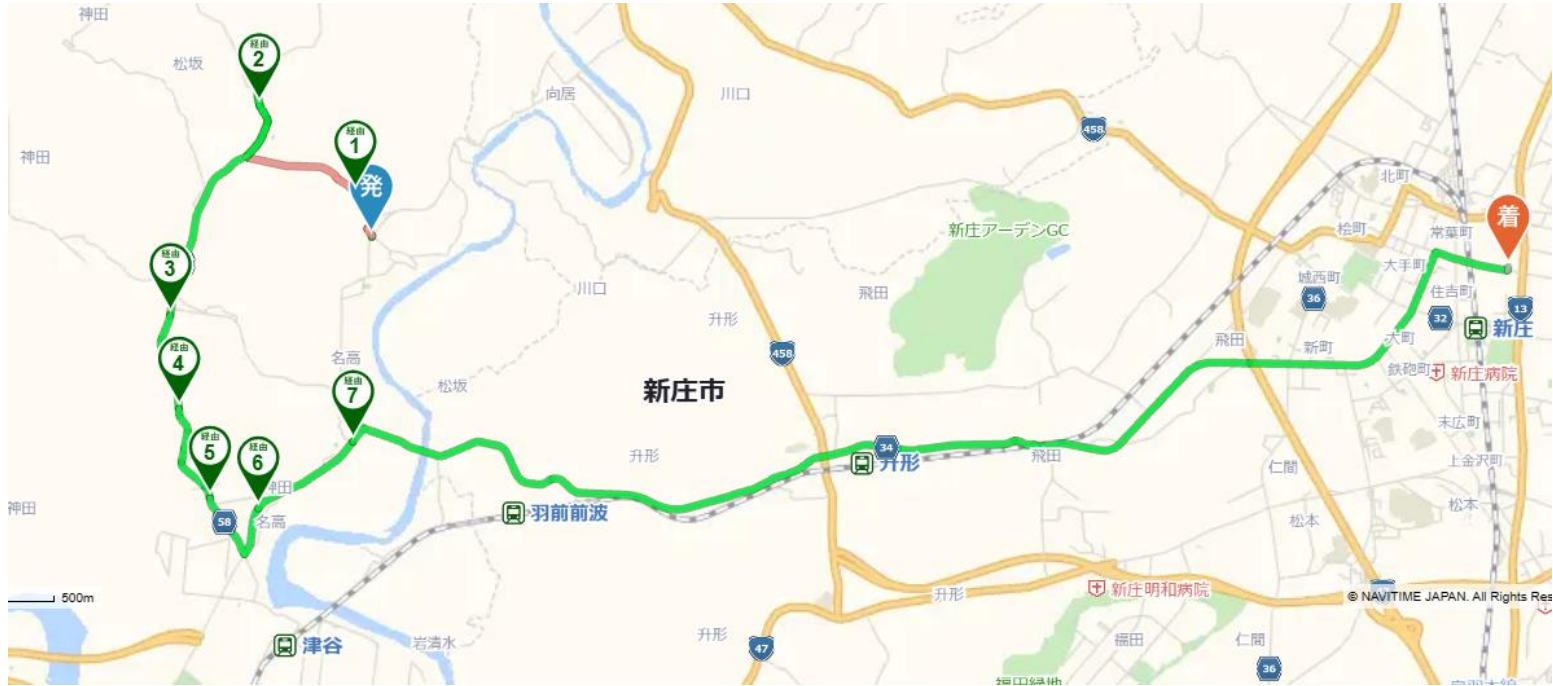 神田
経由
2
松坂
向居
川口
458
経由
1
神田
発
北町
着
新庄アーデンGC
桧町
常葉町
大手町
経由
3
城西町
36
住吉町
川口
飛田
13
升形
32
新庄
飛田
大町
新町
458
経由
4
名高
松坂
経由
7
新庄市
鉄砲町
新庄病院
末広町
経由
5
経由
6
升形
34
升形
飛田
仁間
上金沢町
神田
神田
58
名高
羽前前波
松本
松本
500m
升形
新庄明和病院
© NAVITIME JAPAN. All Rights Res
津谷
岩清水
升形
47
福田
仁間
36
福田緑地